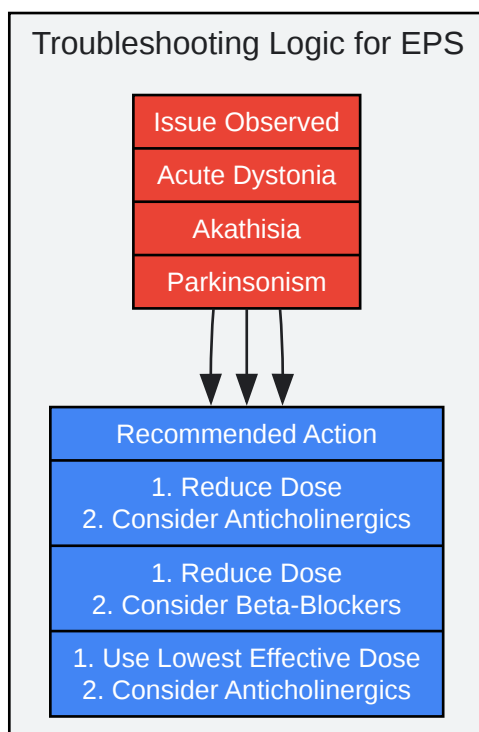 Troubleshooting Logic for EPS
Issue Observed
Acute Dystonia
Akathisia
Parkinsonism
Recommended Action
1. Reduce Dose
2. Consider Anticholinergics
1. Reduce Dose
2. Consider Beta-Blockers
1. Use Lowest Effective Dose
2. Consider Anticholinergics